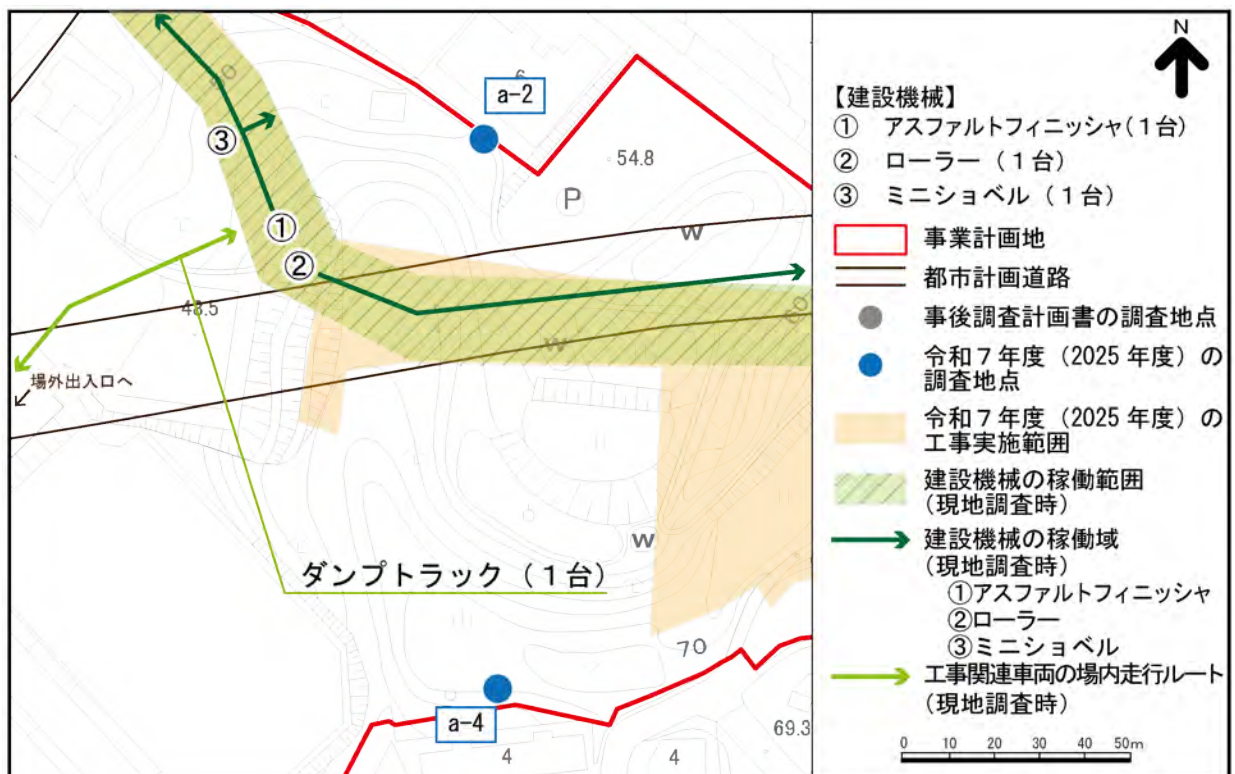 a-2
6
54.8
P
W
③
①
②
48.5
W
60
場外出入口へ
W
ダンプトラック（１台）
70
a-4
4
4
69.3
N
【建設機械】
① アスファルトフィニッシャ（１台）
② ローラー（１台）
③ ミニショベル（１台）
事業計画地
都市計画道路
事後調査計画書の調査地点
令和７年度（2025 年度）の
調査地点
令和７年度（2025 年度）の
工事実施範囲
建設機械の稼働範囲
（現地調査時）
建設機械の稼働域
（現地調査時）
①アスファルトフィニッシャ
②ローラー
③ミニショベル
工事関連車両の場内走行ルート
（現地調査時）
0 10 20 30 40 50m